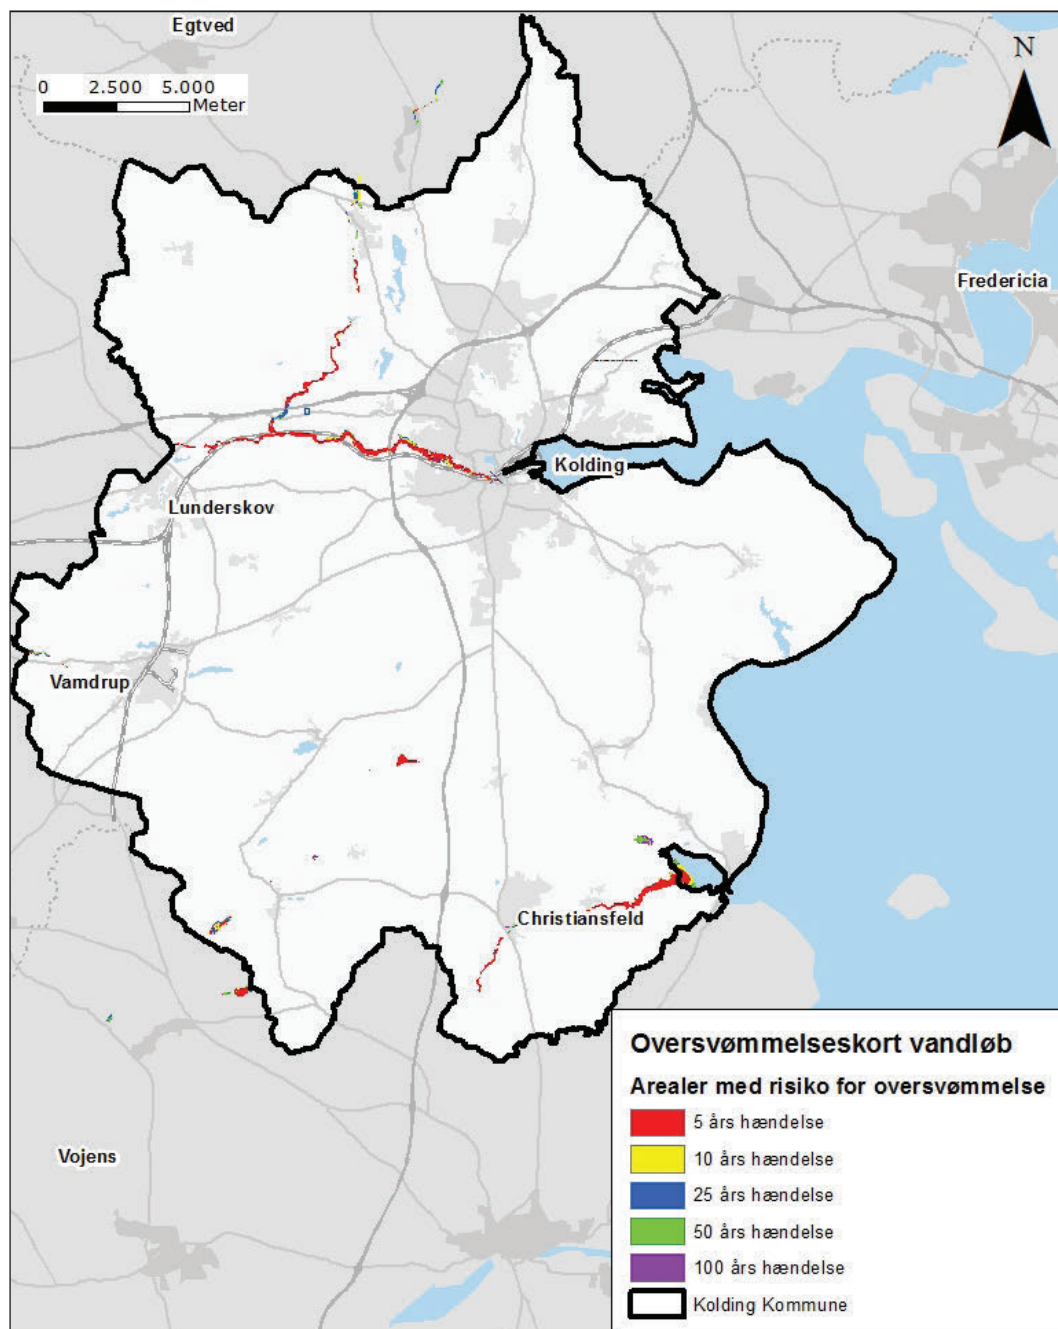 Egtved
N
0 2.500 5.000
Meter
Fredericia
Kolding
Lunderskov
Vamdrup
Christiansfeld
Vojens
Oversvømmelseskort vandløb
Arealer med risiko for oversvømmelse
5 års hændelse
10 års hændelse
25 års hændelse
50 års hændelse
100 års hændelse
Kolding Kommune